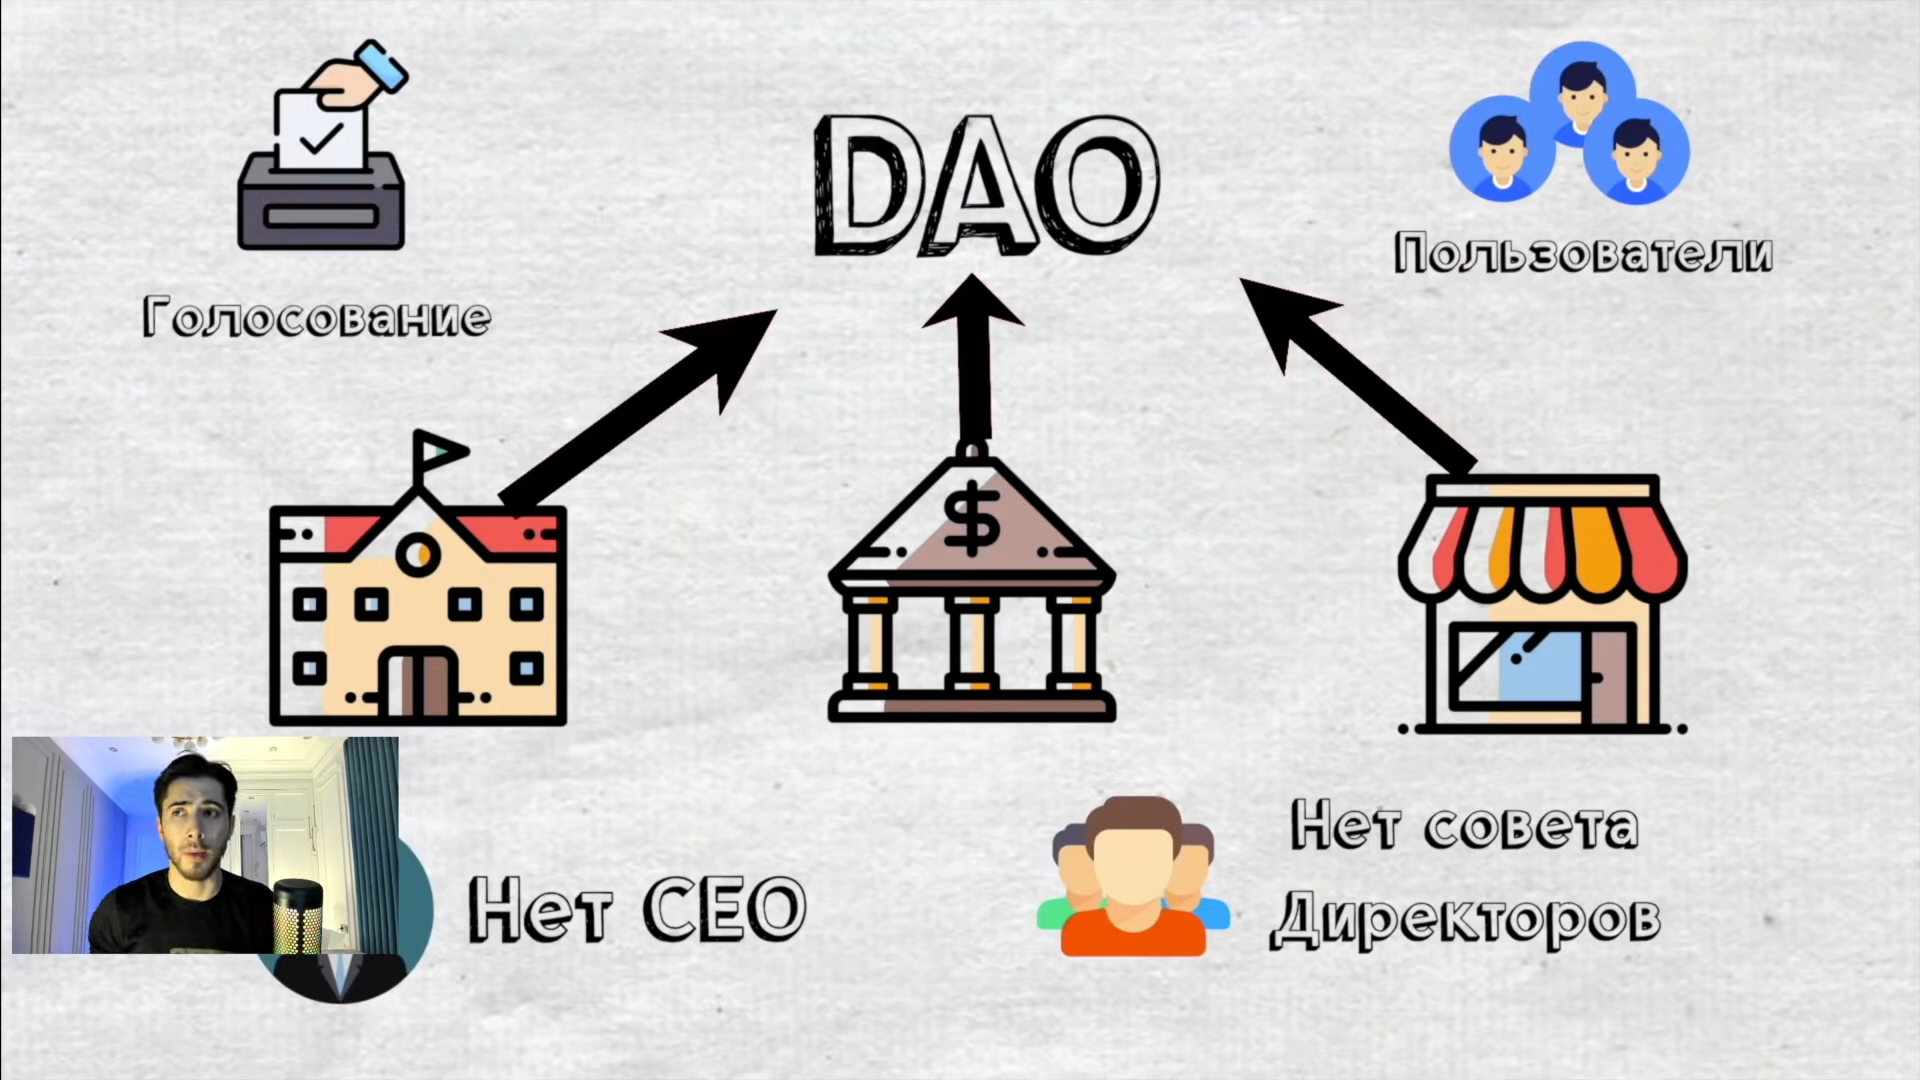 DAO
Пользователи
Голосование
$
Нет CEO
Нет совета
Директоров